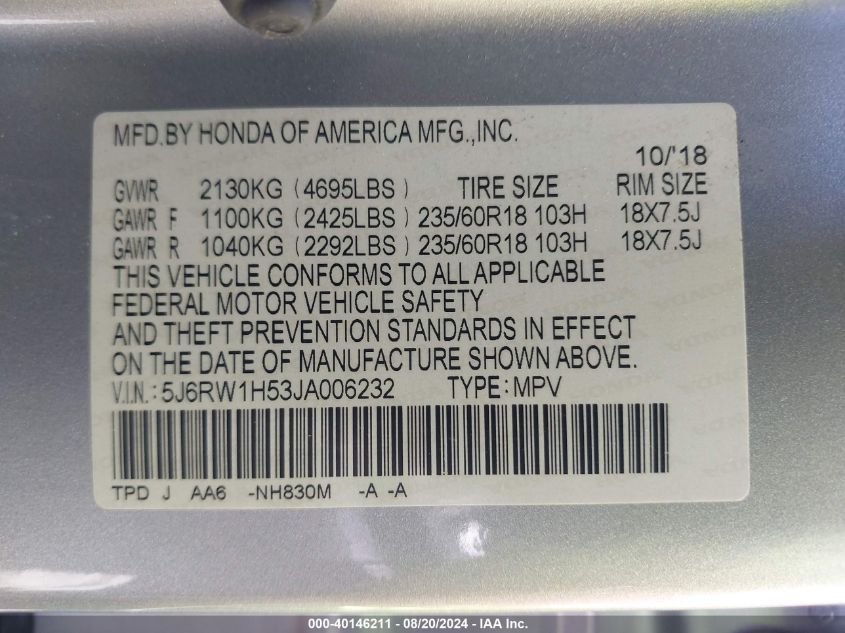 MFD.BY HONDA OF AMERICA MFG.,INC.
10/'18
GVWR 2130KG (4695LBS) TIRE SIZE RIM SIZE
GAWR F 1100KG (2425LBS) 235/60R18 103H 18X7.5J
GAWR R 1040KG (2292LBS) 235/60R18 103H 18X7.5J
THIS VEHICLE CONFORMS TO ALL APPLICABLE
FEDERAL MOTOR VEHICLE SAFETY
AND THEFT PREVENTION STANDARDS IN EFFECT
ON THE DATE OF MANUFACTURE SHOWN ABOVE.
V.I.N.: 5J6RW1H53JA006232 TYPE: MPV
TPD J AA6 -NH830M -A -A
000-40146211 - 08/20/2024 - IAA Inc.